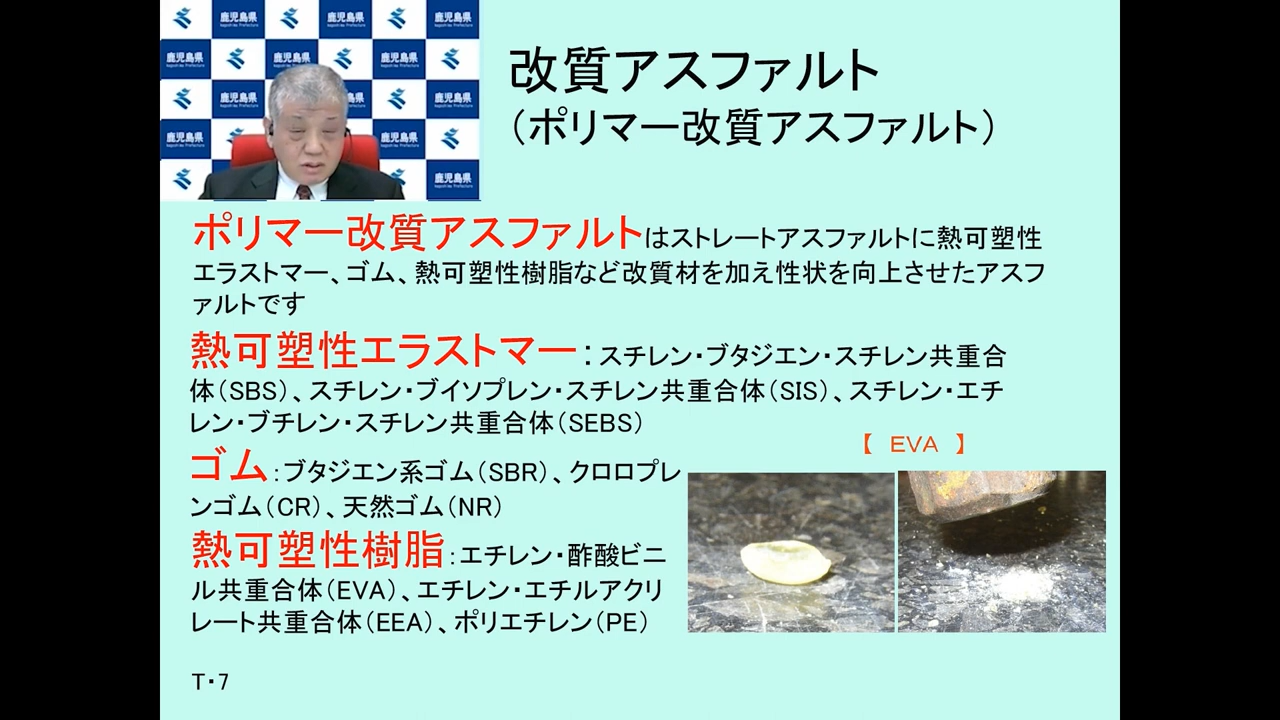 鹿児島県
改質アスファルト
（ポリマー改質アスファルト）
ポリマー改質アスファルトはストレートアスファルトに熱可塑性
エラストマー、ゴム、熱可塑性樹脂など改質材を加え性状を向上させたアスフ
ァルトです
熱可塑性エラストマー：スチレン・ブタジエン・スチレン共重合
体（SBS）、スチレン・ブイソプレン・スチレン共重合体（SIS）、スチレン・エチ
レン・ブチレン・スチレン共重合体（SEBS）
【　EVA　】
ゴム：ブタジエン系ゴム（SBR）、クロロプレ
ンゴム（CR）、天然ゴム（NR）
熱可塑性樹脂：エチレン・酢酸ビニ
ル共重合体（EVA）、エチレン・エチルアクリ
レート共重合体（EEA）、ポリエチレン（PE）
T・7